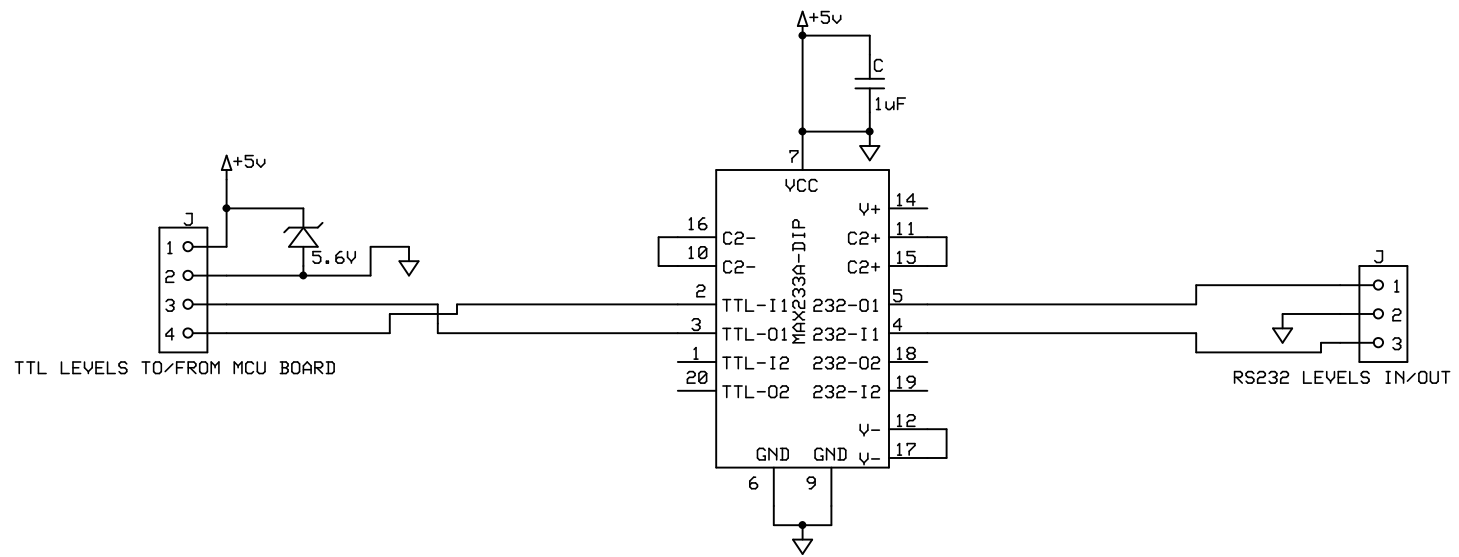 +5v
C
1uF
7
VCC
+5v
J
1
2
3
4
5.6V
TTL LEVELS TO/FROM MCU BOARD
16
C2-
10
C2-
2
TTL-I1
3
TTL-O1
1
TTL-I2
20
TTL-O2
MAX233A-DIP
V+
14
C2+
11
C2+
15
232-O1
5
232-I1
4
232-O2
18
232-I2
19
V-
12
V-
17
GND
GND
6
9
J
1
2
3
RS232 LEVELS IN/OUT